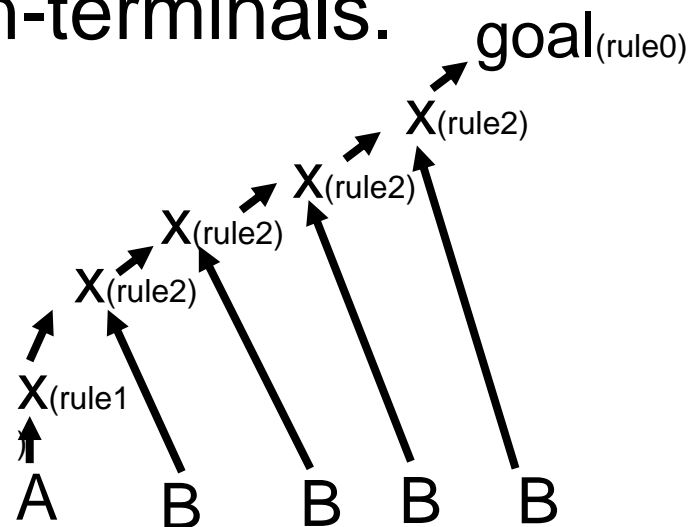 n-terminals.
goal(rule0)
x(rule2)
x(rule2)
x(rule2)
x(rule2)
x(rule1
)
A B B B B